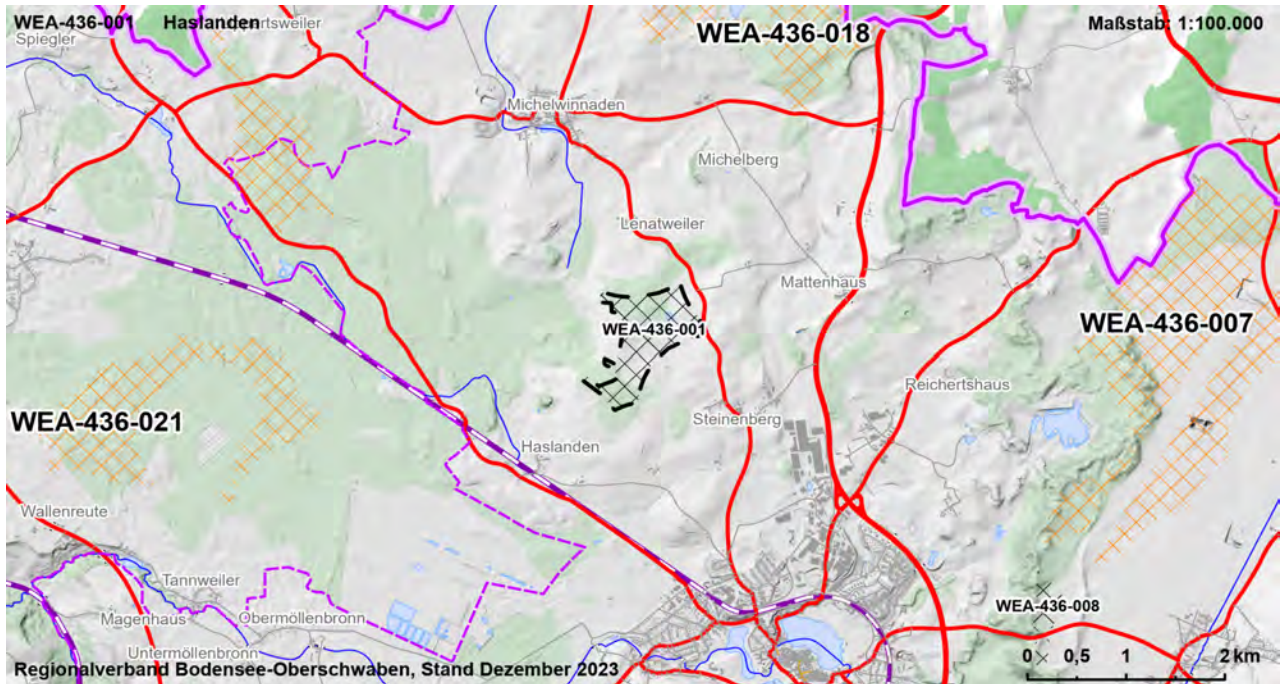 WEA-436-001 Haslanden
Maßstab: 1:100.000
Spiegler
WEA-436-018
Michelwinnaden
Michelberg
Lenatweiler
Mattenhaus
WEA-436-001
WEA-436-007
Reichertshaus
WEA-436-021
Steinenberg
Haslanden
Wallenreute
Tannweiler
WEA-436-008
Magenhaus
Obermöllenbronn
Untermöllenbronn
0 0,5 1 2 km
Regionalverband Bodensee-Oberschwaben, Stand Dezember 2023